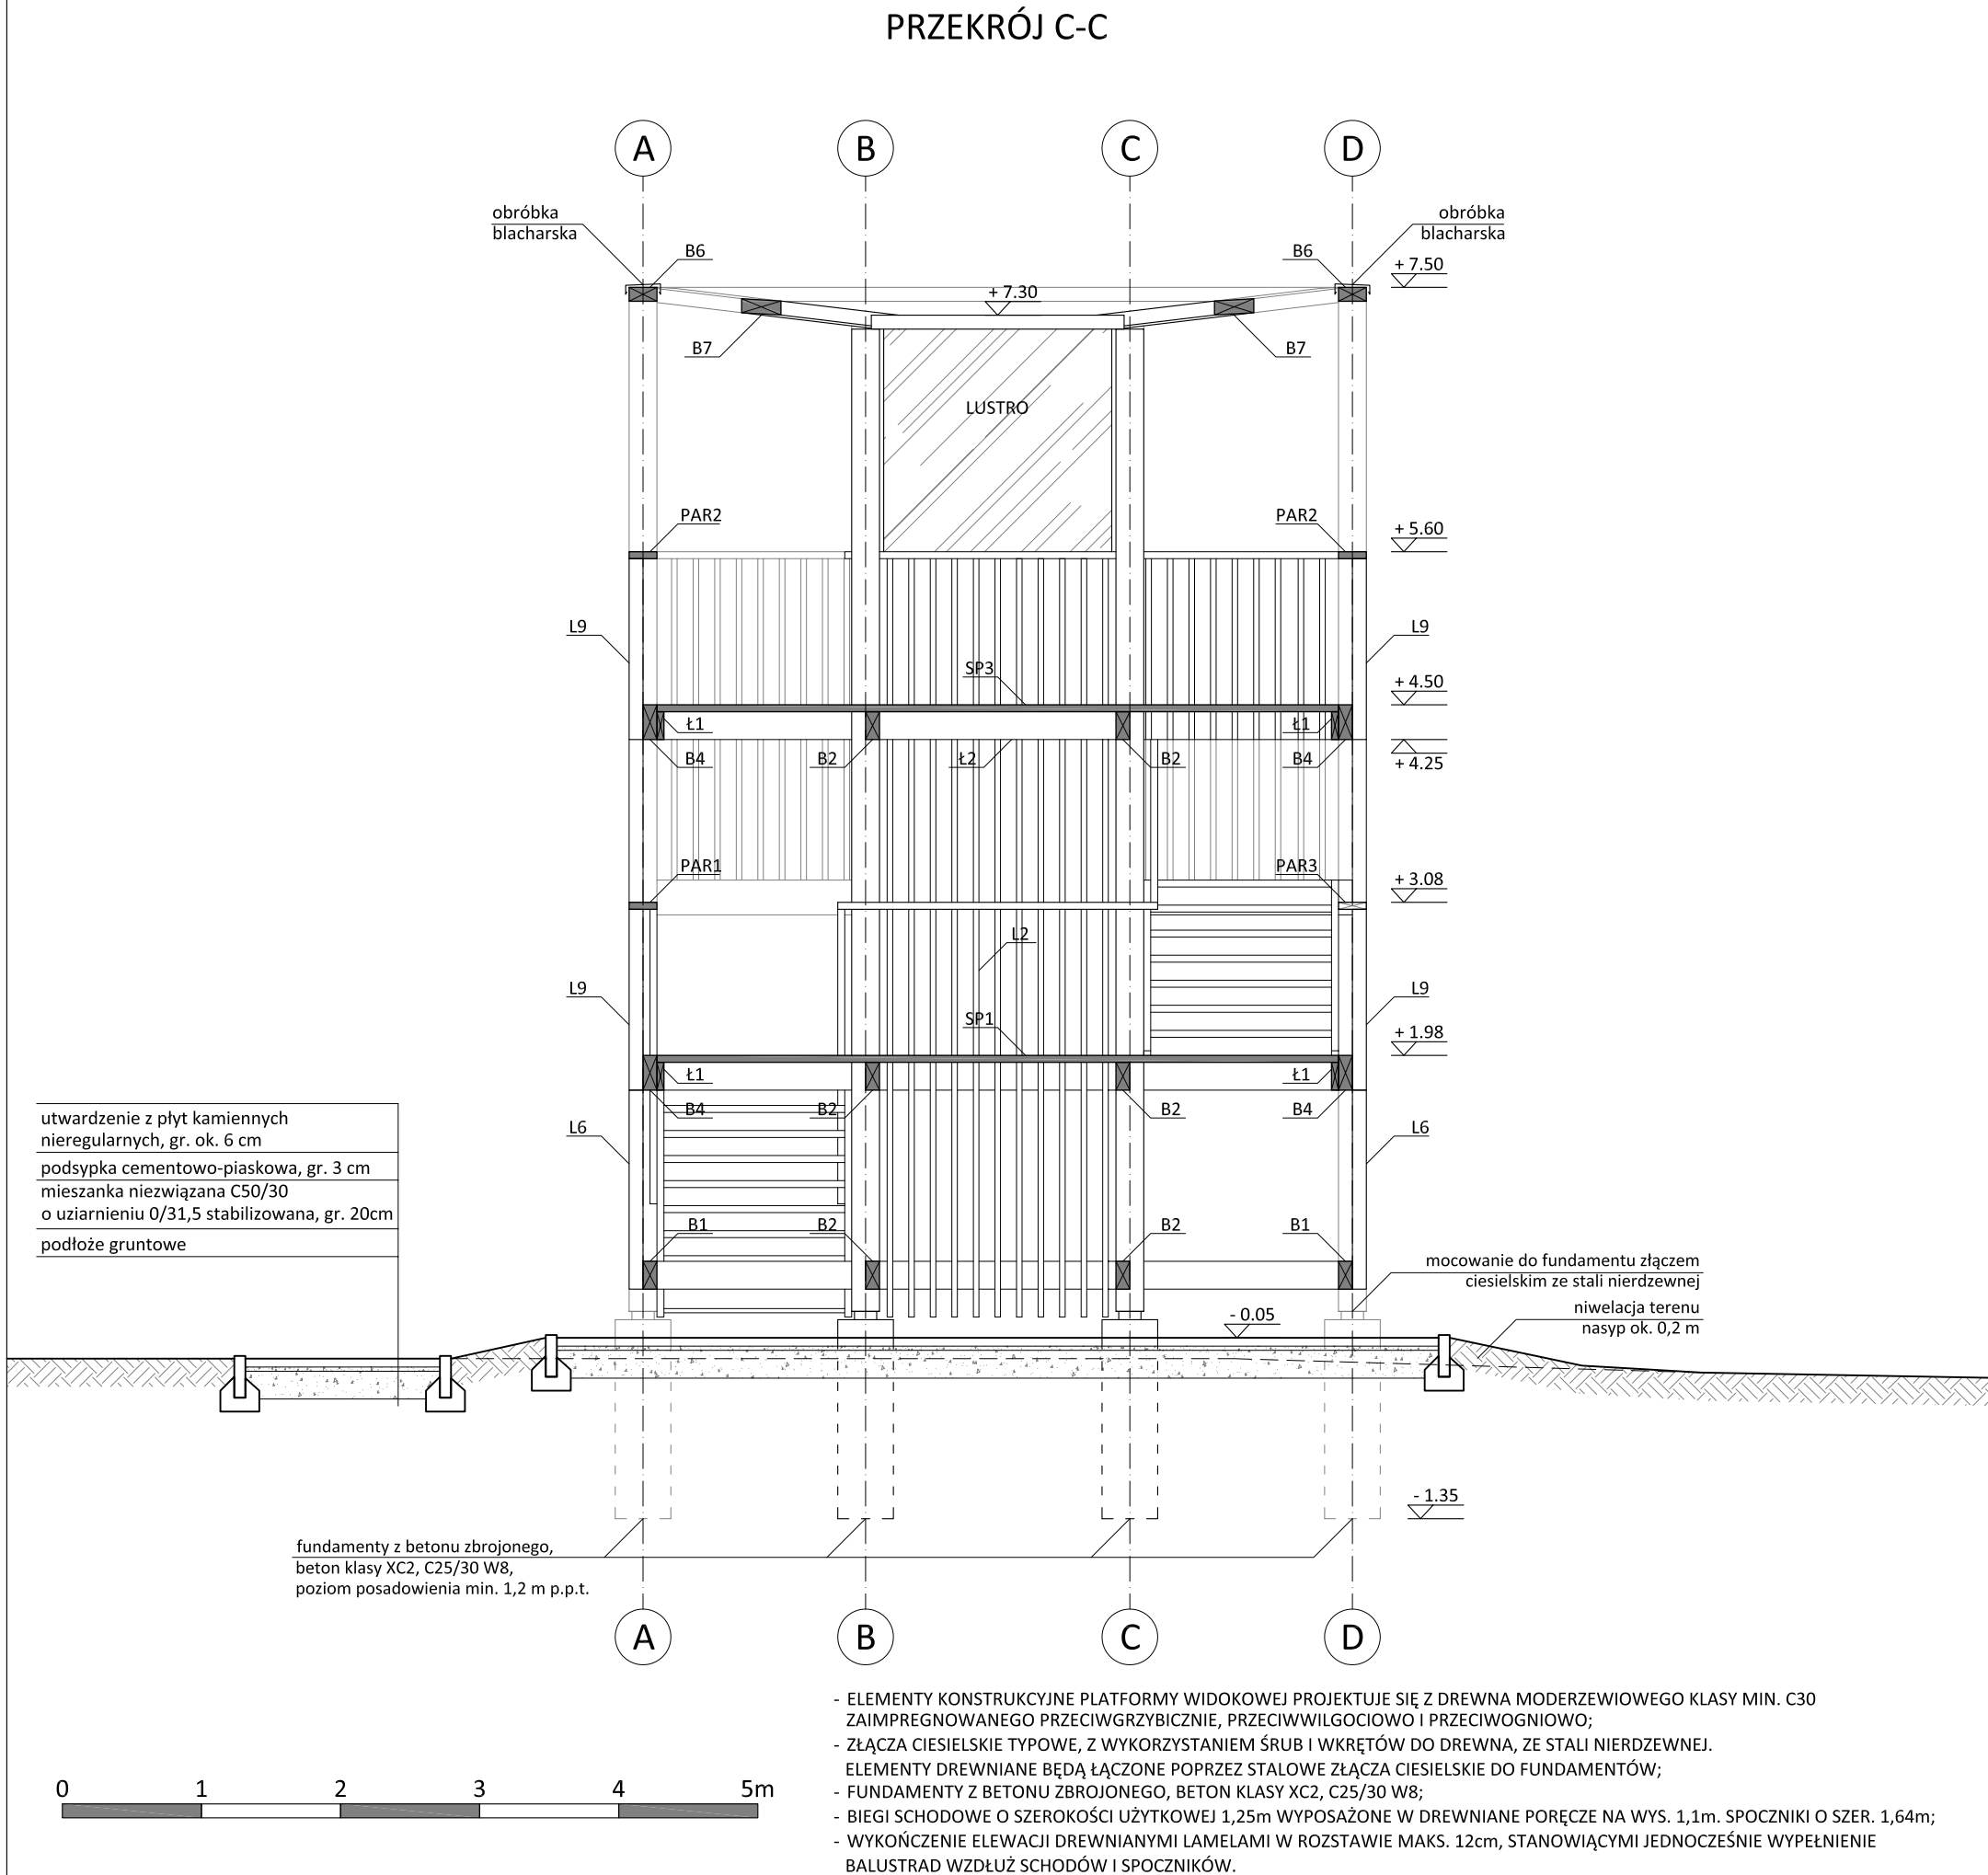 PRZEKRÓJ C-C
A
B
C
D
obróbka
blacharska
obróbka
blacharska
B6
B6
+ 7.50
+ 7.30
B7
B7
LUSTRO
PAR2
PAR2
+ 5.60
L9
L9
SP3
+ 4.50
Ł1
Ł1
B4
B2
Ł2
B2
B4
+ 4.25
PAR1
PAR3
+ 3.08
L2
L9
L9
SP1
+ 1.98
Ł1
Ł1
B4
B2
B2
B4
L6
L6
utwardzenie z płyt kamiennych
nieregularnych, gr. ok. 6 cm
podsypka cementowo-piaskowa, gr. 3 cm
mieszanka niezwiązana C50/30
o uziarnieniu 0/31,5 stabilizowana, gr. 20cm
podłoże gruntowe
B1
B2
B2
B1
mocowanie do fundamentu złączem
ciesielskim ze stali nierdzewnej
niwelacja terenu
nasyp ok. 0,2 m
- 0.05
- 1.35
fundamenty z betonu zbrojonego,
beton klasy XC2, C25/30 W8,
poziom posadowienia min. 1,2 m p.p.t.
A
B
C
D
- ELEMENTY KONSTRUKCYJNE PLATFORMY WIDOKOWEJ PROJEKTUJE SIĘ Z DREWNA MODERZEWIOWEGO KLASY MIN. C30
ZAIMPREGNOWANEGO PRZECIWGRZYBICZNIE, PRZECIWWILGOCIOWO I PRZECIWOGNIOWO;
- ZŁĄCZA CIESIELSKIE TYPOWE, Z WYKORZYSTANIEM ŚRUB I WKRĘTÓW DO DREWNA, ZE STALI NIERDZEWNEJ.
ELEMENTY DREWNIANE BĘDĄ ŁĄCZONE POPRZEZ STALOWE ZŁĄCZA CIESIELSKIE DO FUNDAMENTÓW;
- FUNDAMENTY Z BETONU ZBROJONEGO, BETON KLASY XC2, C25/30 W8;
- BIEGI SCHODOWE O SZEROKOŚCI UŻYTKOWEJ 1,25m WYPOSAŻONE W DREWNIANE PORĘCZE NA WYS. 1,1m. SPOCZNIKI O SZER. 1,64m;
- WYKOŃCZENIE ELEWACJI DREWNIANYMI LAMELAMI W ROZSTAWIE MAKS. 12cm, STANOWIĄCYMI JEDNOCZEŚNIE WYPEŁNIENIE
BALUSTRAD WZDŁUŻ SCHODÓW I SPOCZNIKÓW.
0 1 2 3 4 5m